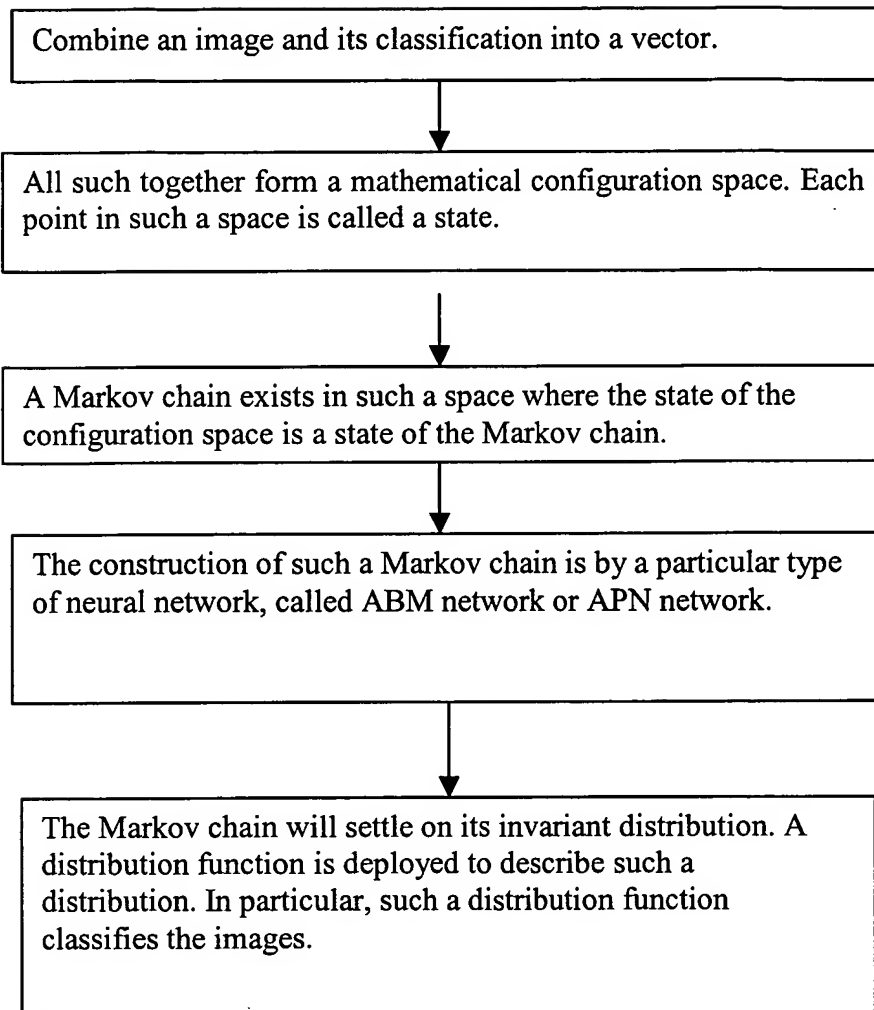 Combine an image and its classification into a vector.
All such together form a mathematical configuration space. Each
point in such a space is called a state.
A Markov chain exists in such a space where the state of the
configuration space is a state of the Markov chain.
The construction of such a Markov chain is by a particular type
of neural network, called ABM network or APN network.
The Markov chain will settle on its invariant distribution. A
distribution function is deployed to describe such a
distribution. In particular, such a distribution function
classifies the images.